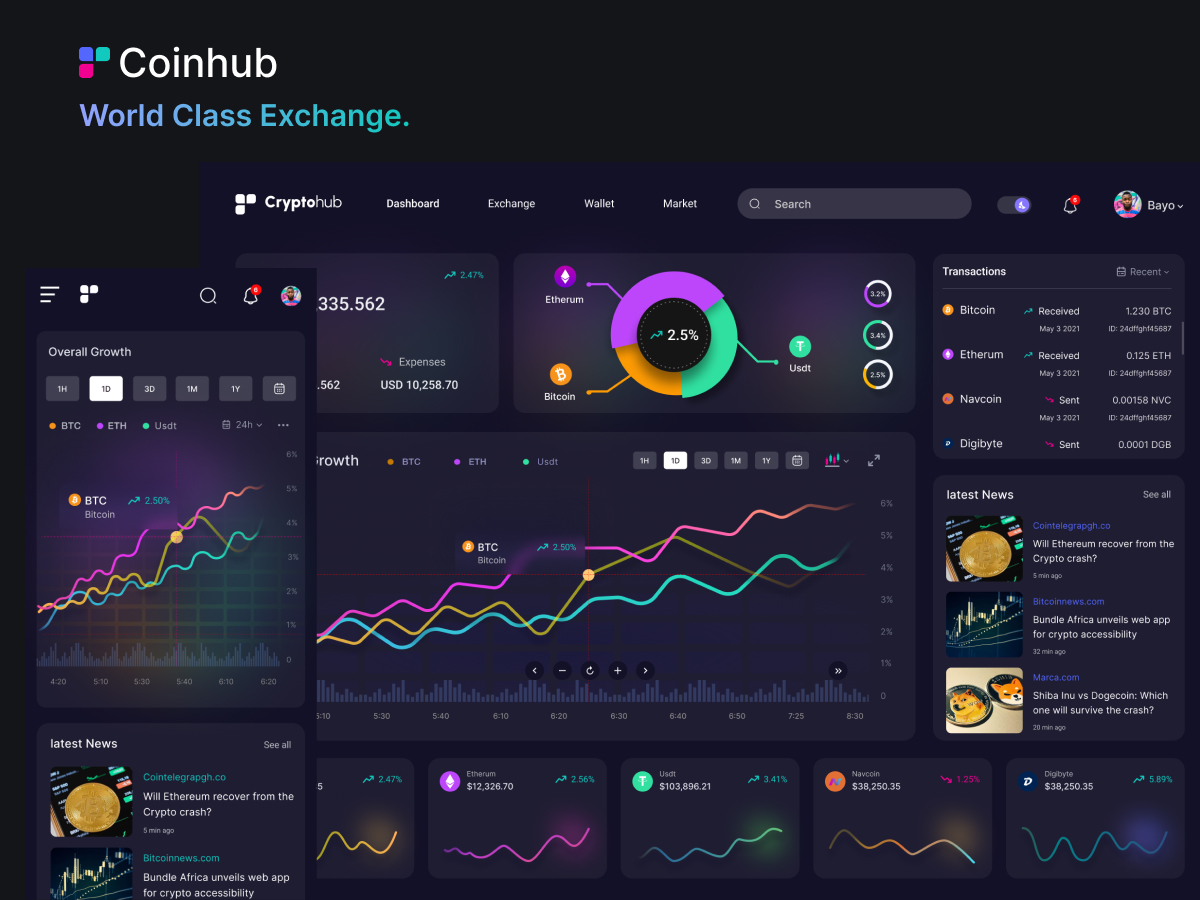 Coinhub
World Class Exchange.
Cryptohub
Dashboard
Exchange
Wallet
Market
Search
6
Bayo
2.47%
.335.562
Expenses
.562
USD 10,258.70
Etherum
Bitcoin
2.5%
Usdt
3.2%
3.4%
2.5%
Transactions
Recent
Bitcoin Received 1.230 BTC
May 3 2021 ID: 24dffghf45687
Etherum Received 0.125 ETH
May 3 2021 ID: 24dffghf45687
Navcoin Sent 0.00158 NVC
May 3 2021 ID: 24dffghf45687
Digibyte Sent 0.0001 DGB
6
Overall Growth
1H 1D 3D 1M 1Y
BTC ETH Usdt 24h
6%
5%
4%
3%
2%
1%
0
BTC 2.50%
Bitcoin
4:20 5:10 5:30 5:40 6:10 6:20
rowth BTC ETH Usdt
1H 1D 3D 1M 1Y
6%
5%
4%
3%
2%
1%
0
BTC 2.50%
Bitcoin
5:10 5:30 5:40 6:10 6:20 6:30 6:40 6:50 7:25 8:30
latest News See all
Cointelegrapgh.co
Will Ethereum recover from the
Crypto crash?
5 min ago
Bitcoinnews.com
Bundle Africa unveils web app
for crypto accessibility
32 min ago
Marca.com
Shiba Inu vs Dogecoin: Which
one will survive the crash?
20 min ago
latest News See all
Cointelegrapgh.co
Will Ethereum recover from the
Crypto crash?
5 min ago
Bitcoinnews.com
Bundle Africa unveils web app
for crypto accessibility
5
2.47%
Etherum
$12,326.70
2.56%
Usdt
$103,896.21
3.41%
Navcoin
$38,250.35
1.25%
Digibyte
$38,250.35
5.89%